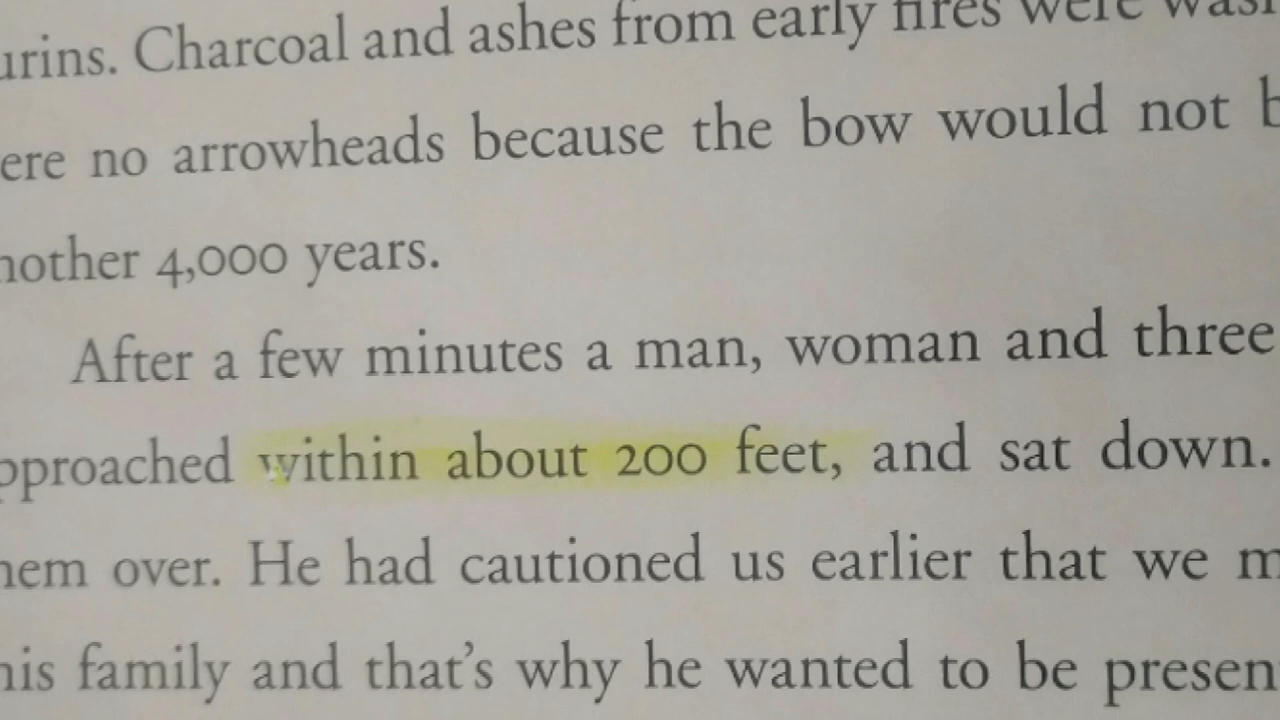 urins. Charcoal and ashes from early fires were
ere no arrowheads because the bow would not
nother 4,000 years.
After a few minutes a man, woman and three
pproached within about 200 feet, and sat down.
hem over. He had cautioned us earlier that we
his family and that's why he wanted to be presen